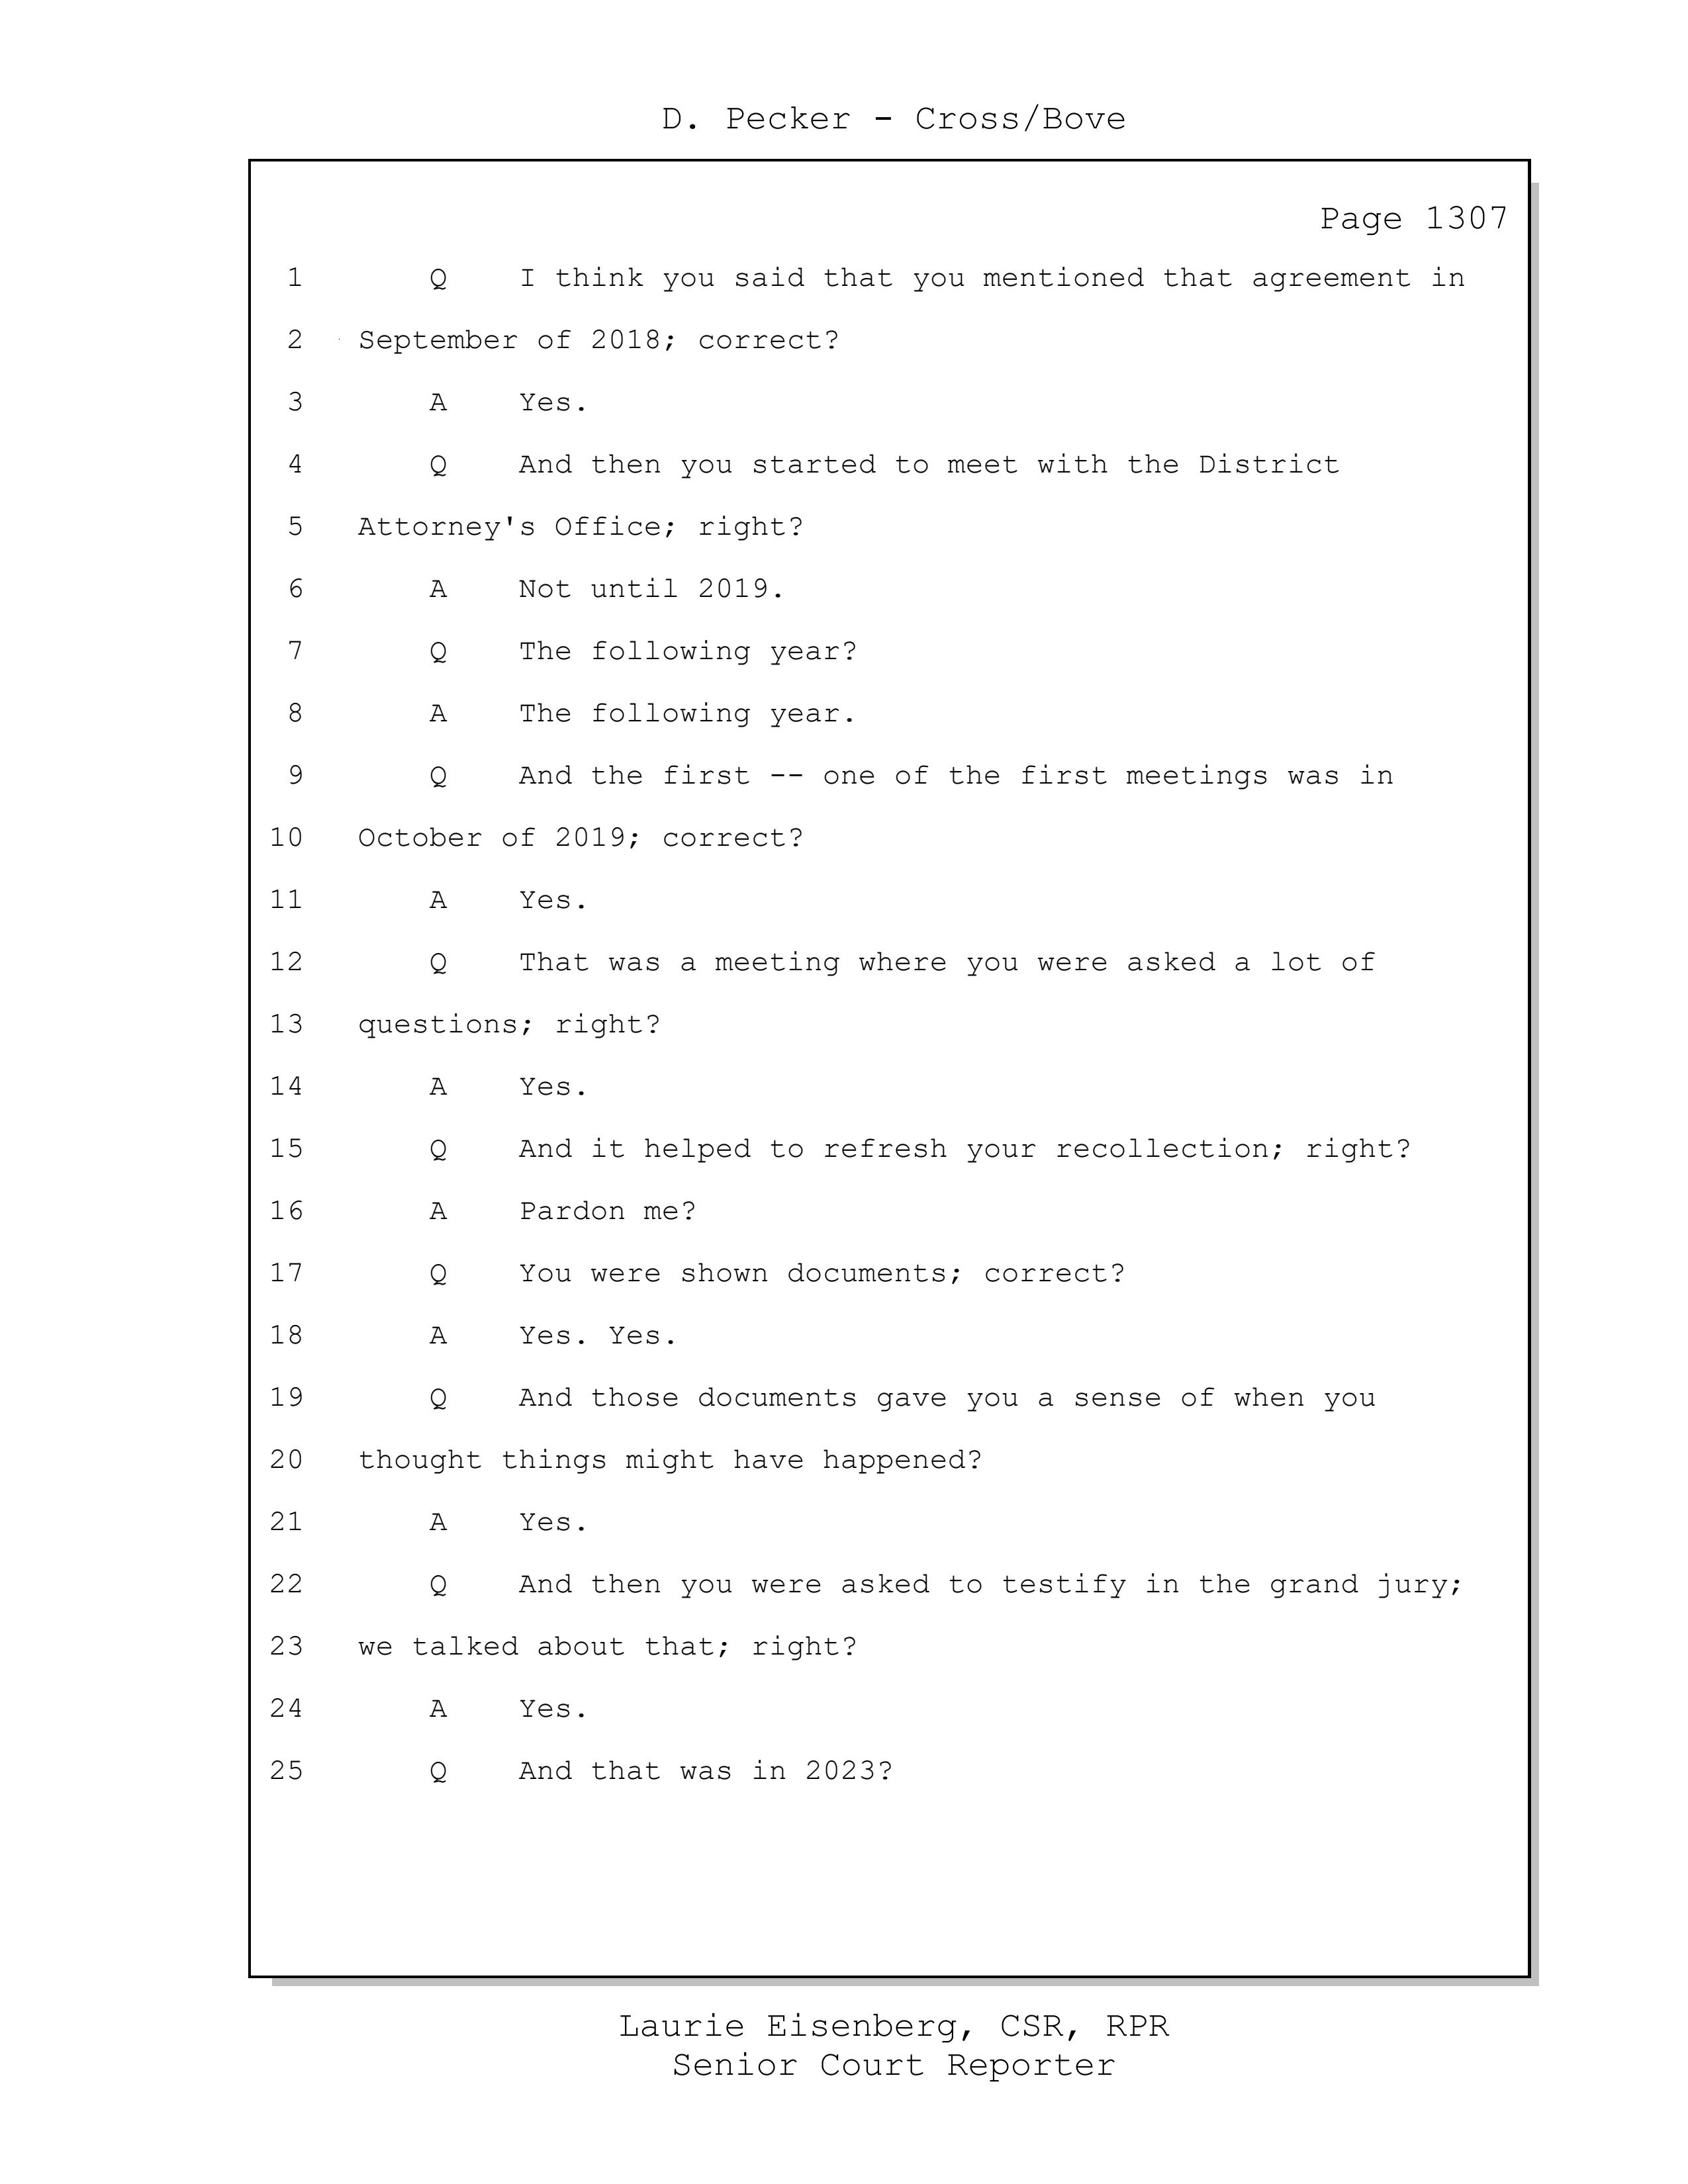 D. Pecker - Cross/Bove
Page 1307
1 Q I think you said that you mentioned that agreement in
2 September of 2018; correct?
3 A Yes.
4 Q And then you started to meet with the District
5 Attorney's Office; right?
6 A Not until 2019.
7 Q The following year?
8 A The following year.
9 Q And the first -- one of the first meetings was in
10 October of 2019; correct?
11 A Yes.
12 Q That was a meeting where you were asked a lot of
13 questions; right?
14 A Yes.
15 Q And it helped to refresh your recollection; right?
16 A Pardon me?
17 Q You were shown documents; correct?
18 A Yes. Yes.
19 Q And those documents gave you a sense of when you
20 thought things might have happened?
21 A Yes.
22 Q And then you were asked to testify in the grand jury;
23 we talked about that; right?
24 A Yes.
25 Q And that was in 2023?
Laurie Eisenberg, CSR, RPR
Senior Court Reporter